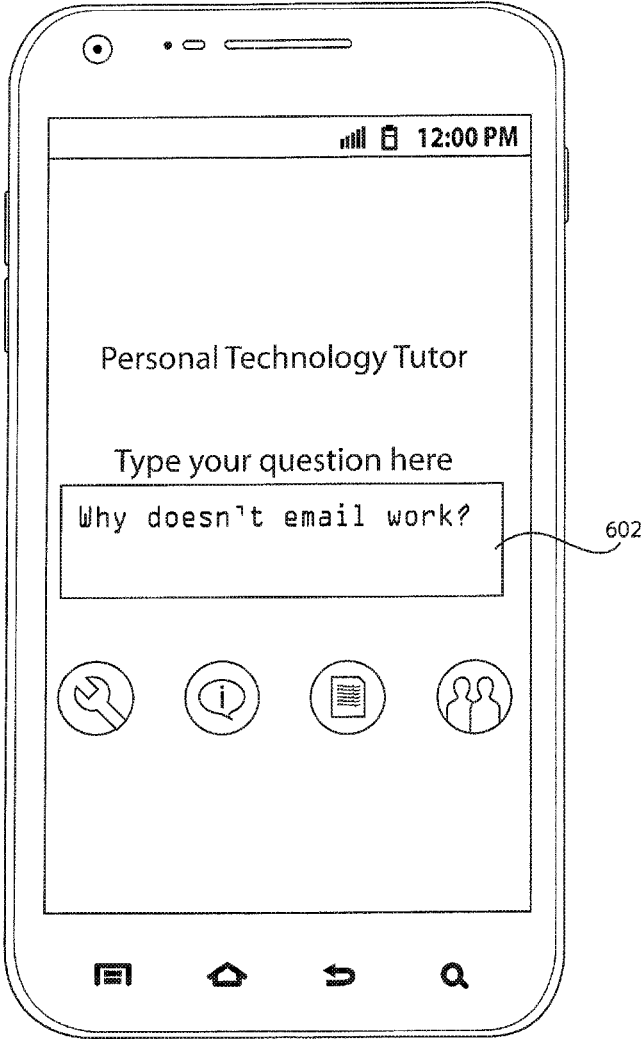 12:00 PM
Personal Technology Tutor
Type your question here
Why doesn't email work?
602
i